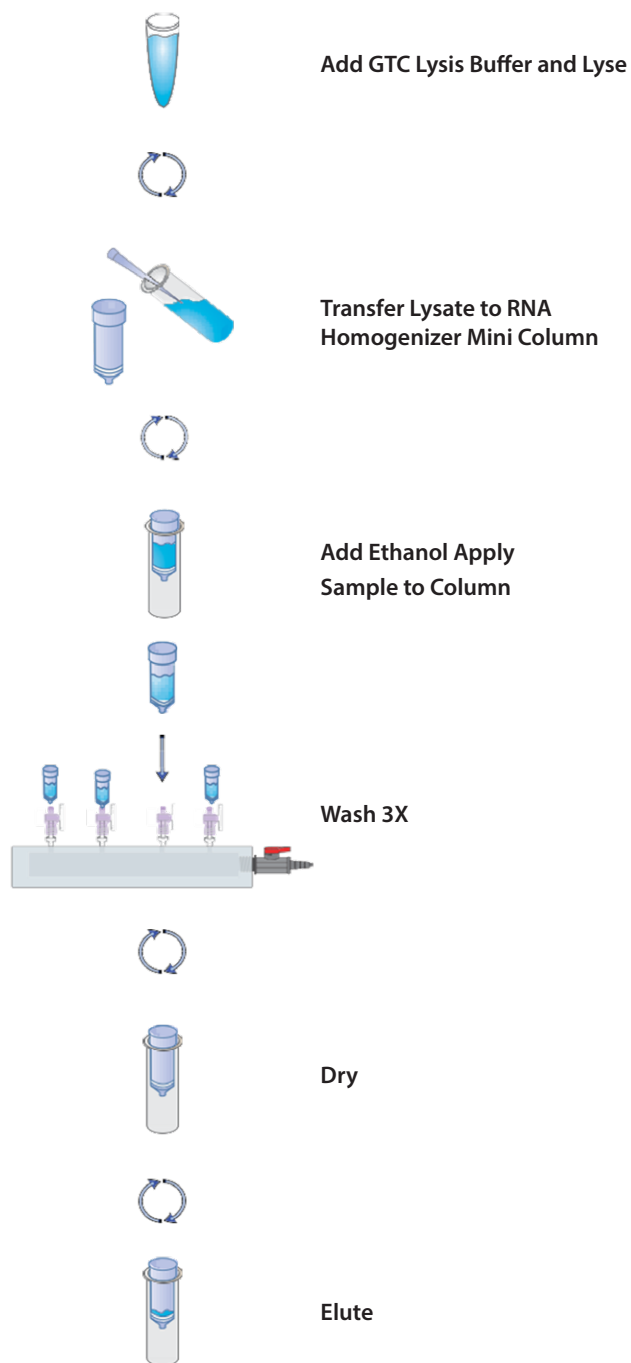 Add GTC Lysis Buffer and Lyse
Transfer Lysate to RNA
Homogenizer Mini Column
Add Ethanol Apply
Sample to Column
Wash 3X
Dry
Elute